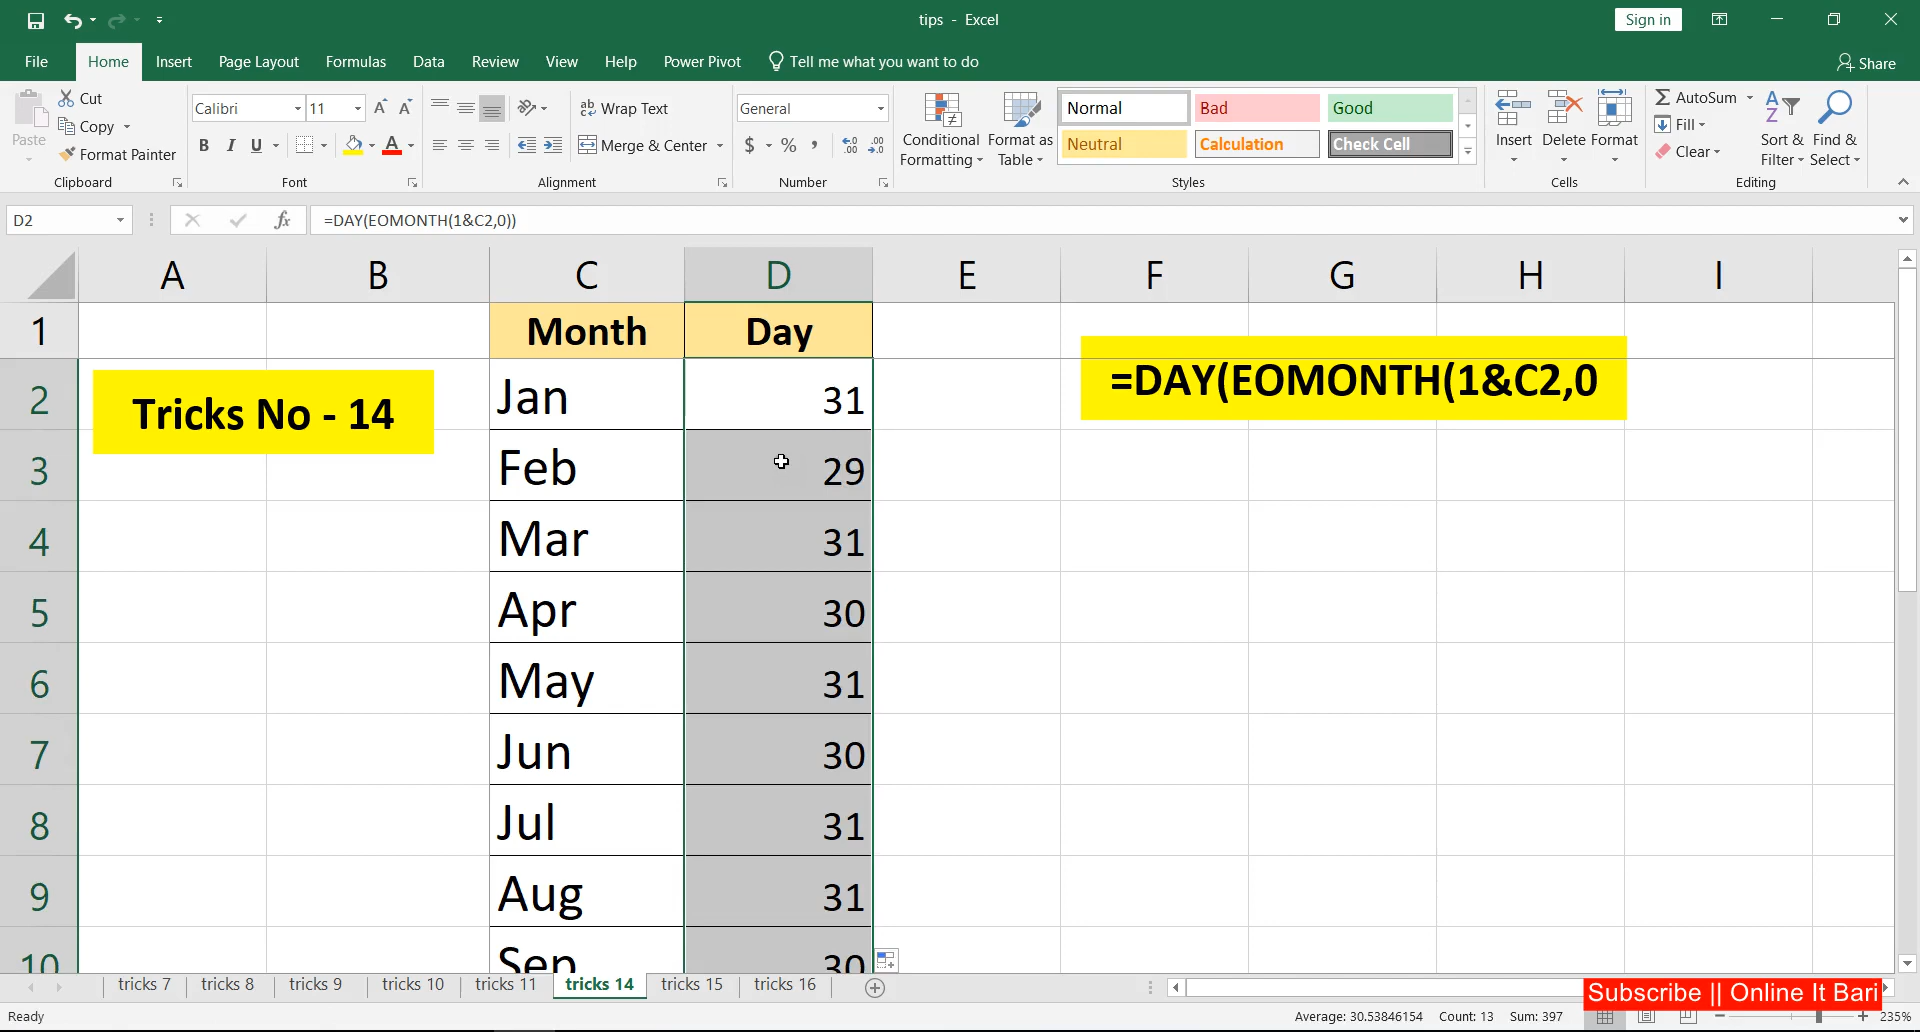 tips - Excel
Sign in
File Home Insert Page Layout Formulas Data Review View Help Power Pivot Tell me what you want to do
Share
Paste
Cut
Copy
Format Painter
Clipboard
Calibri 11
B I U
Font
Wrap Text
Merge & Center
Alignment
General
$ % ,
Number
Conditional Formatting
Format as Table
Normal Bad Good
Neutral Calculation Check Cell
Styles
Insert Delete Format
Cells
AutoSum
Fill
Clear
Sort & Filter
Find & Select
Editing
D2
fx
=DAY(EOMONTH(1&C2,0))
A B C D E F G H I
1 Month Day
=DAY(EOMONTH(1&C2,0
Tricks No - 14
2 Jan 31
3 Feb 29
4 Mar 31
5 Apr 30
6 May 31
7 Jun 30
8 Jul 31
9 Aug 31
10 Sep 30
tricks 7 tricks 8 tricks 9 tricks 10 tricks 11 tricks 14 tricks 15 tricks 16
Subscribe || Online It Bari
Ready
Average: 30.53846154 Count: 13 Sum: 397
235%